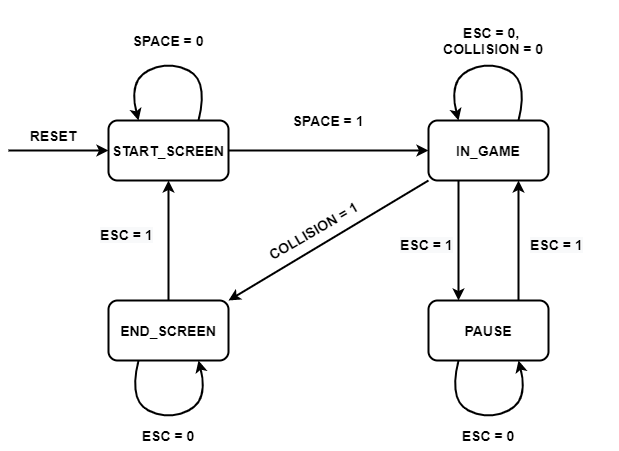 SPACE = 0
ESC = 0,
COLLISION = 0
RESET
START_SCREEN
SPACE = 1
IN_GAME
COLLISION = 1
ESC = 1
ESC = 1
ESC = 1
END_SCREEN
PAUSE
ESC = 0
ESC = 0